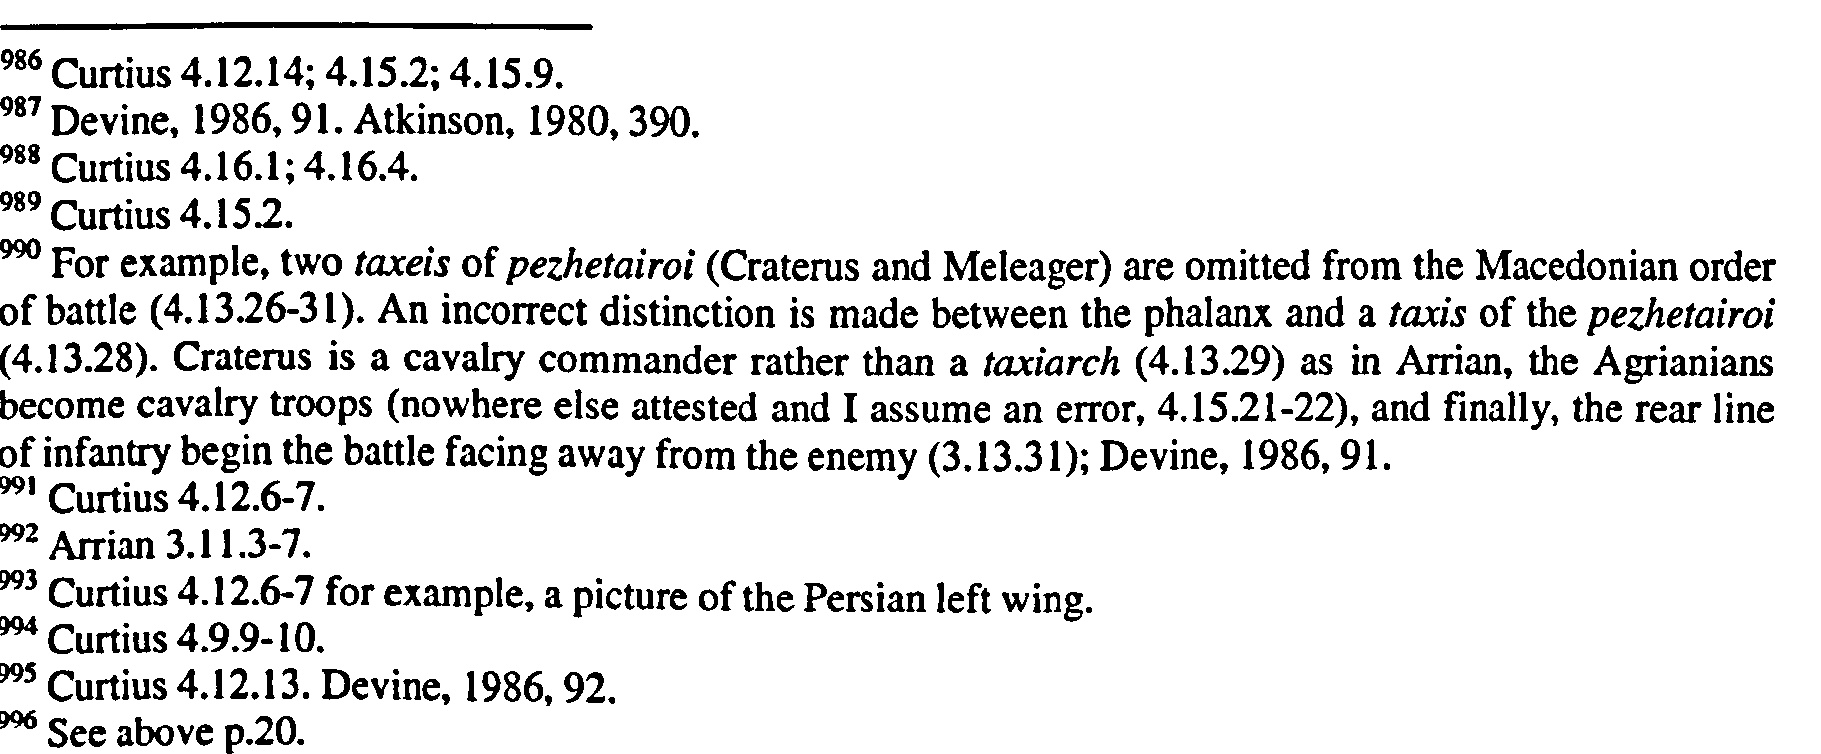 986 Curtius 4.12.14; 4.15.2; 4.15.9.
987 Devine, 1986, 91. Atkinson, 1980, 390.
988 Curtius 4.16.1; 4.16.4.
989 Curtius 4.15.2.
990 For example, two taxeis of pezhetairoi (Craterus and Meleager) are omitted from the Macedonian order
of battle (4.13.26-31). An incorrect distinction is made between the phalanx and a taxis of the pezhetairoi
(4.13.28). Craterus is a cavalry commander rather than a taxiarch (4.13.29) as in Arrian, the Agrianians
become cavalry troops (nowhere else attested and I assume an error, 4.15.21-22), and finally, the rear line
of infantry begin the battle facing away from the enemy (3.13.31); Devine, 1986, 91.
991 Curtius 4.12.6-7.
992 Arrian 3.11.3-7.
993 Curtius 4.12.6-7 for example, a picture of the Persian left wing.
994 Curtius 4.9.9-10.
995 Curtius 4.12.13. Devine, 1986, 92.
996 See above p.20.